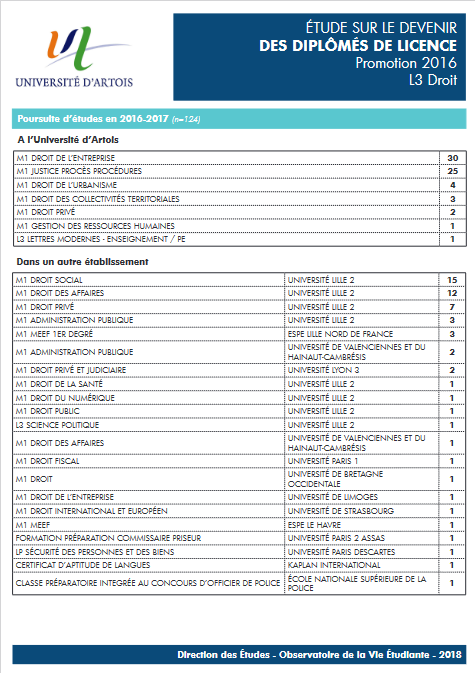 UNIVERSITÉ D'ARTOIS
ÉTUDE SUR LE DEVENIR
DES DIPLÔMÉS DE LICENCE
Promotion 2016
L3 Droit
Poursuite d'études en 2016-2017 (n=124)
A l'Université d'Artois
M1 DROIT DE L'ENTREPRISE 30
M1 JUSTICE PROCÈS PROCÉDURES 25
M1 DROIT DE L'URBANISME 4
M1 DROIT DES COLLECTIVITÉS TERRITORIALES 3
M1 DROIT PRIVÉ 2
M1 GESTION DES RESSOURCES HUMAINES 1
L3 LETTRES MODERNES - ENSEIGNEMENT / PE 1
Dans un autre établissement
M1 DROIT SOCIAL UNIVERSITÉ LILLE 2 15
M1 DROIT DES AFFAIRES UNIVERSITÉ LILLE 2 12
M1 DROIT PRIVÉ UNIVERSITÉ LILLE 2 7
M1 ADMINISTRATION PUBLIQUE UNIVERSITÉ LILLE 2 3
M1 MEEF 1ER DEGRÉ ESPE LILLE NORD DE FRANCE 3
M1 ADMINISTRATION PUBLIQUE UNIVERSITÉ DE VALENCIENNES ET DU
HAINAUT-CAMBRÉSIS 2
M1 DROIT PRIVÉ ET JUDICIAIRE UNIVERSITÉ LYON 3 2
M1 DROIT DE LA SANTÉ UNIVERSITÉ LILLE 2 1
M1 DROIT DU NUMÉRIQUE UNIVERSITÉ LILLE 2 1
M1 DROIT PUBLIC UNIVERSITÉ LILLE 2 1
L3 SCIENCE POLITIQUE UNIVERSITÉ LILLE 2 1
M1 DROIT DES AFFAIRES UNIVERSITÉ DE VALENCIENNES ET DU
HAINAUT-CAMBRÉSIS 1
M1 DROIT FISCAL UNIVERSITÉ PARIS 1 1
M1 DROIT UNIVERSITÉ DE BRETAGNE
OCCIDENTALE 1
M1 DROIT DE L'ENTREPRISE UNIVERSITÉ DE LIMOGES 1
M1 DROIT INTERNATIONAL ET EUROPÉEN UNIVERSITÉ DE STRASBOURG 1
M1 MEEF ESPE LE HAVRE 1
FORMATION PRÉPARATION COMMISSAIRE PRISEUR UNIVERSITÉ PARIS 2 ASSAS 1
LP SÉCURITÉ DES PERSONNES ET DES BIENS UNIVERSITÉ PARIS DESCARTES 1
CERTIFICAT D'APTITUDE DE LANGUES KAPLAN INTERNATIONAL 1
CLASSE PRÉPARATOIRE INTEGRÉE AU CONCOURS D'OFFICIER DE POLICE ÉCOLE NATIONALE SUPÉRIEURE DE LA
POLICE 1
Direction des Études - Observatoire de la Vie Étudiante - 2018